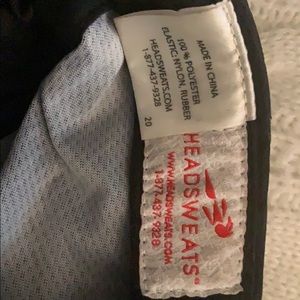 MADE IN CHINA
100% POLYESTER
ELASTIC: NYLON, RUBBER
HEADSWEATS.COM
1-877-437-9328
20
HEADSWEATS®
WWW.HEADSWEATS.COM
1-877-437-9328